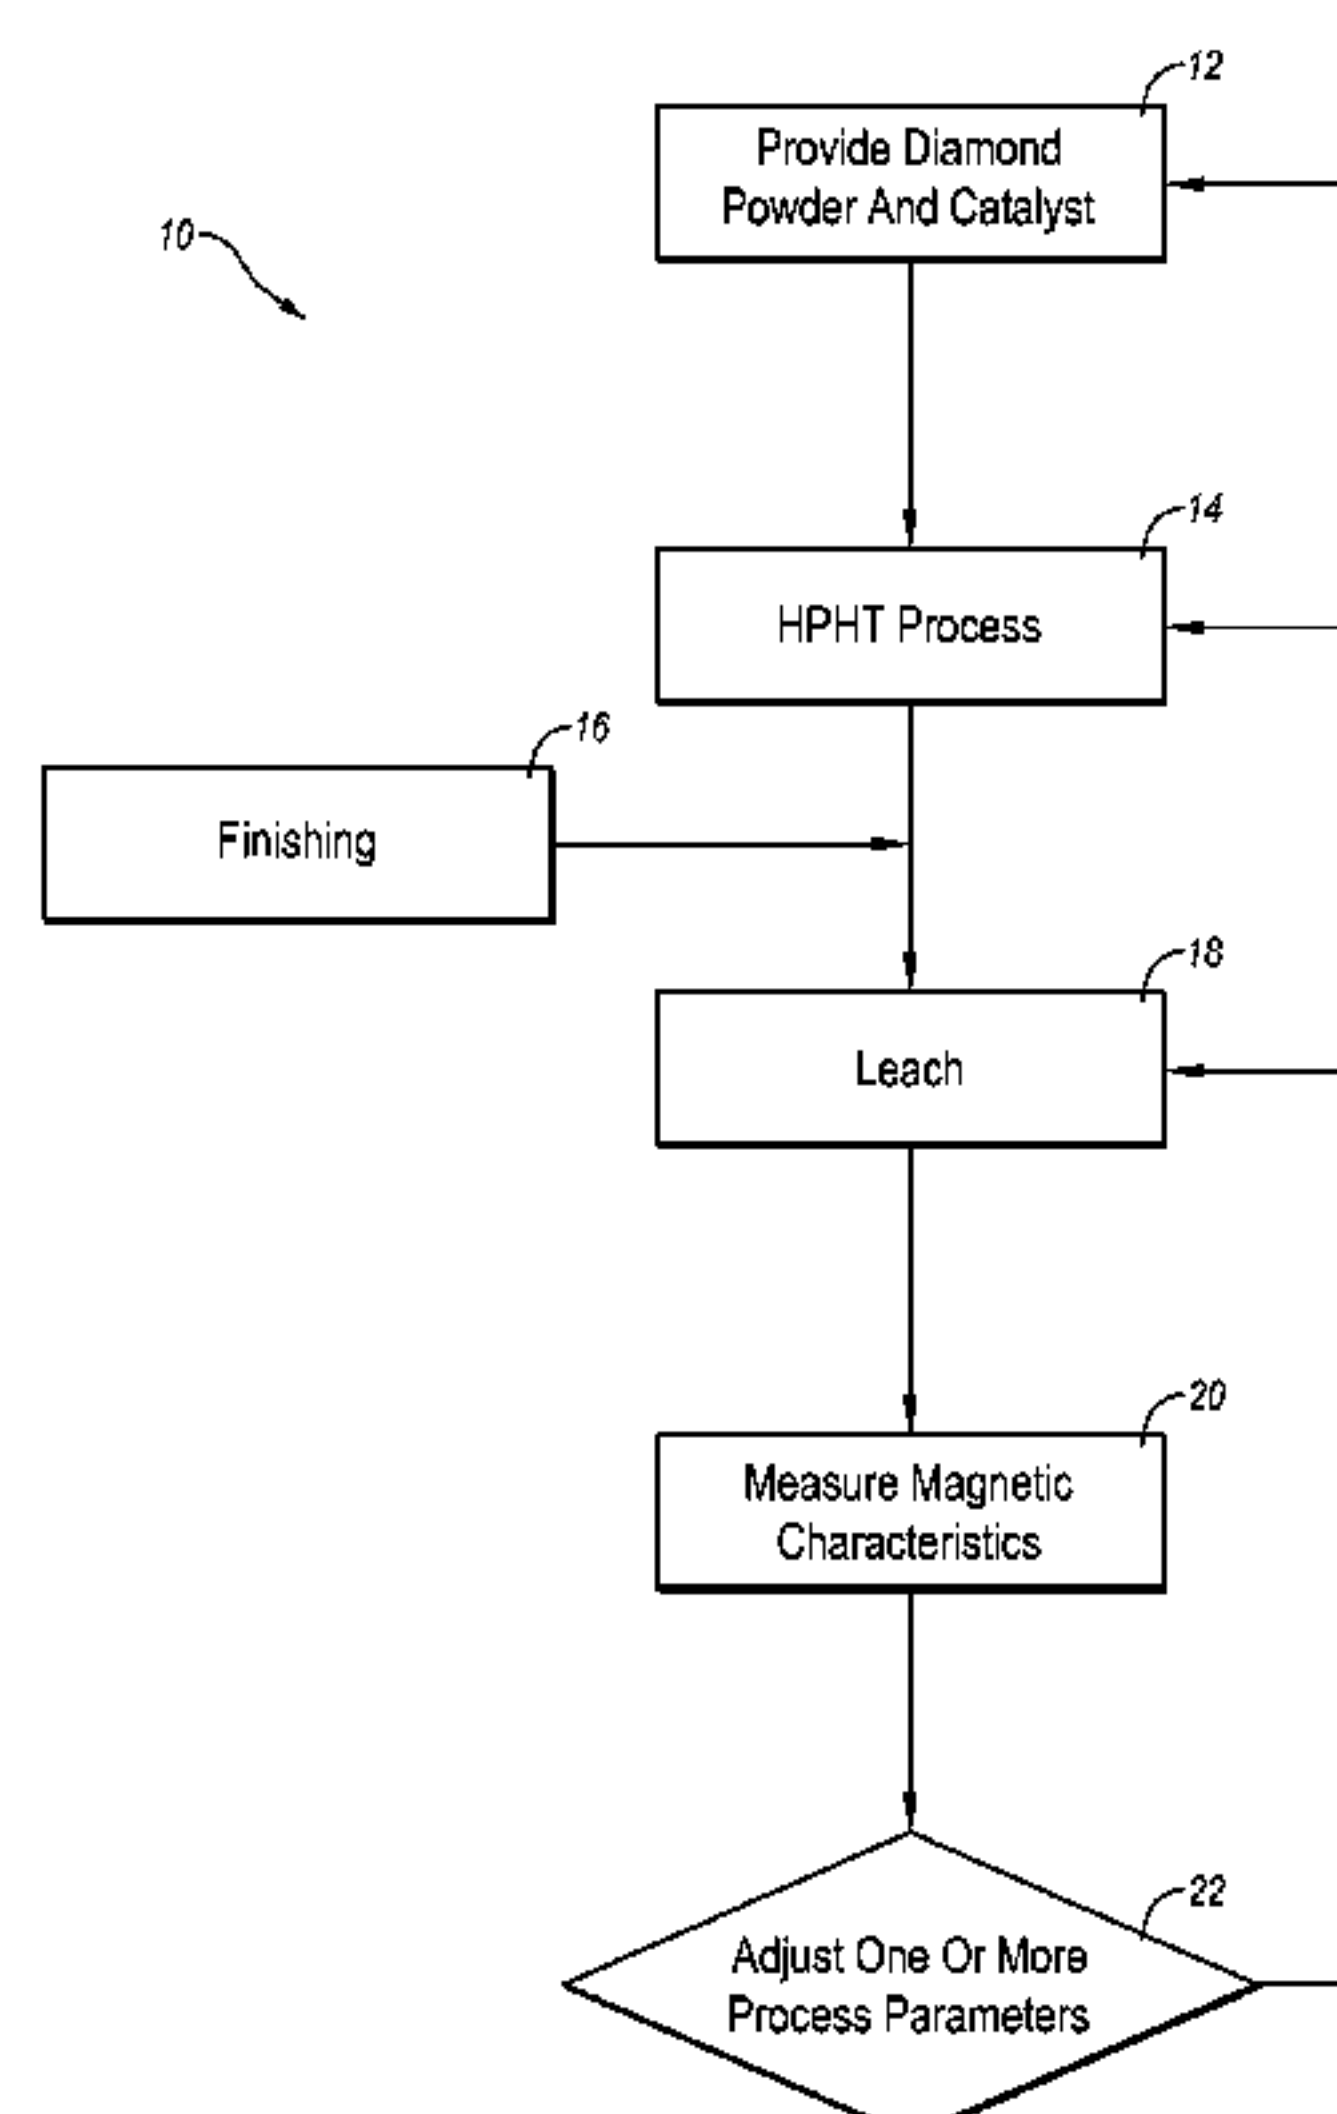 12
Provide Diamond
Powder And Catalyst
10
14
HPHT Process
16
Finishing
18
Leach
20
Measure Magnetic
Characteristics
22
Adjust One Or More
Process Parameters